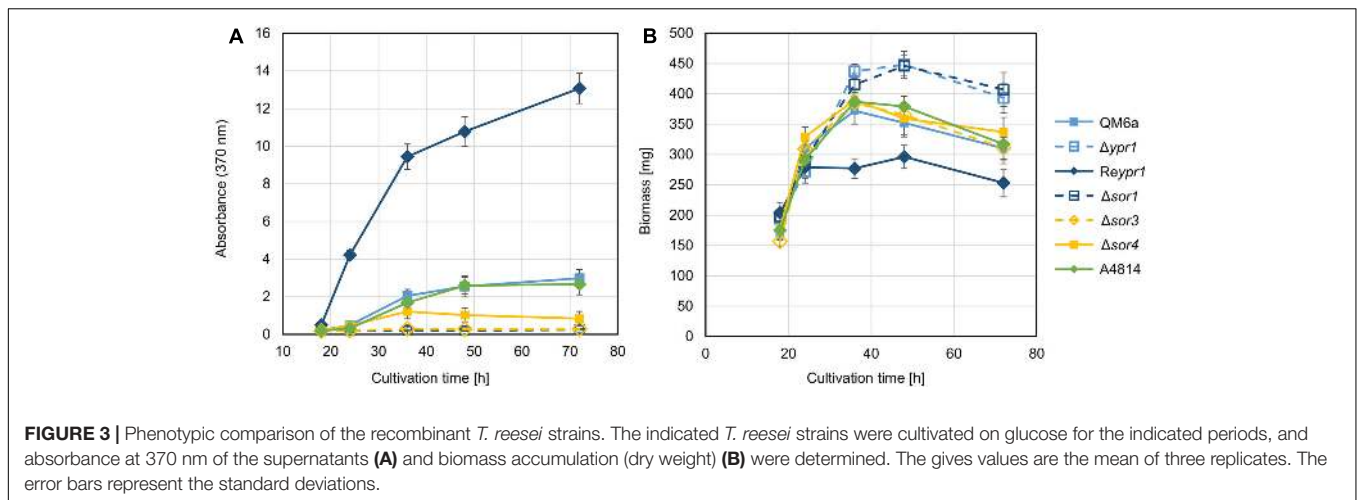 A
Absorbance (370 nm)
16
14
12
10
8
6
4
2
0
10 20 30 40 50 60 70 80
Cultivation time [h]
B
Biomass [mg]
500
450
400
350
300
250
200
150
100
50
0
0 20 40 60 80
Cultivation time [h]
QM6a
Δypr1
Reypr1
Δsor1
Δsor3
Δsor4
A4814
FIGURE 3 | Phenotypic comparison of the recombinant T. reesei strains. The indicated T. reesei strains were cultivated on glucose for the indicated periods, and
absorbance at 370 nm of the supernatants (A) and biomass accumulation (dry weight) (B) were determined. The gives values are the mean of three replicates. The
error bars represent the standard deviations.